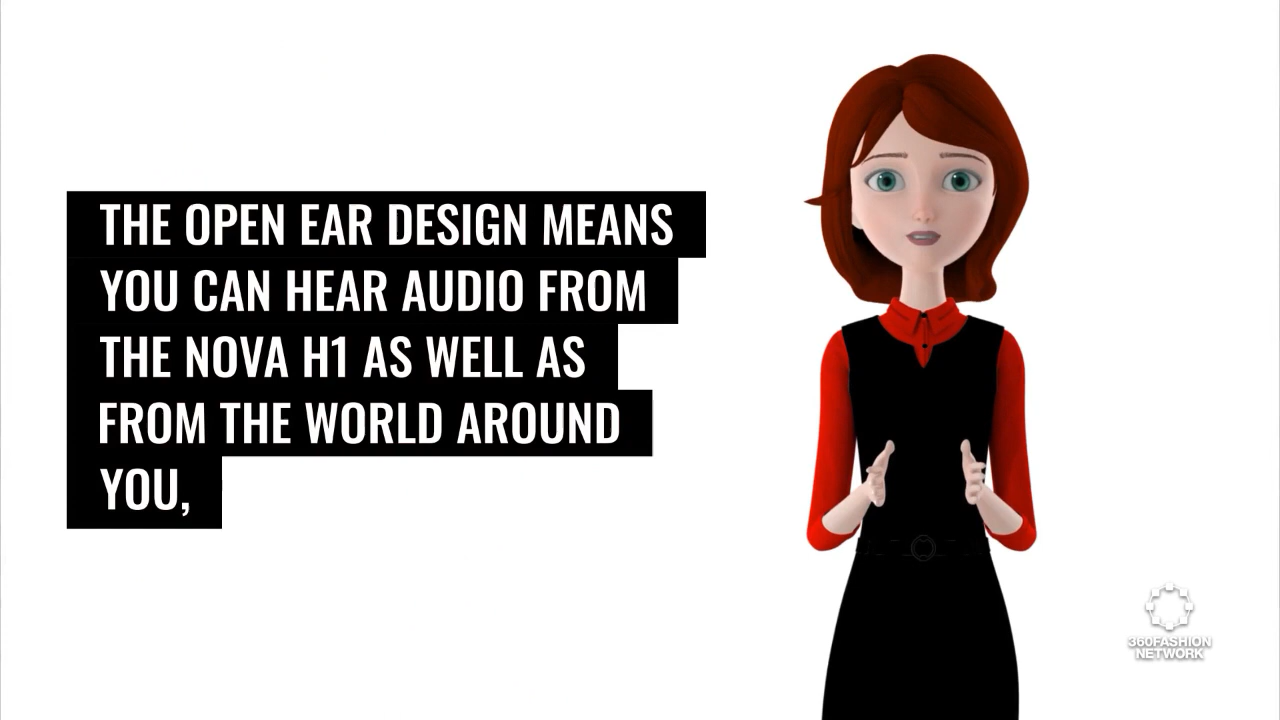 THE OPEN EAR DESIGN MEANS
YOU CAN HEAR AUDIO FROM
THE NOVA H1 AS WELL AS
FROM THE WORLD AROUND
YOU,
360FASHION
NETWORK